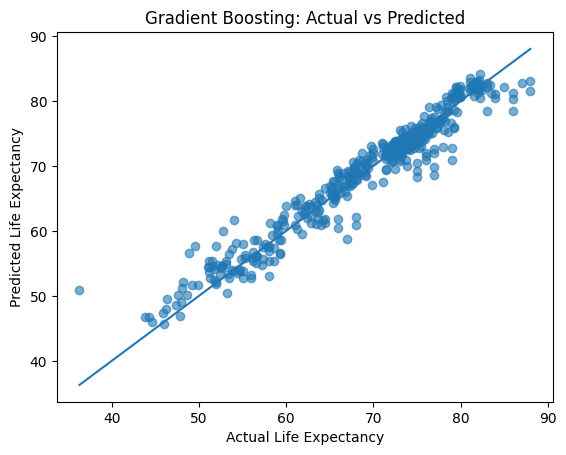 Gradient Boosting: Actual vs Predicted
Predicted Life Expectancy
90
80
70
60
50
40
40 50 60 70 80 90
Actual Life Expectancy